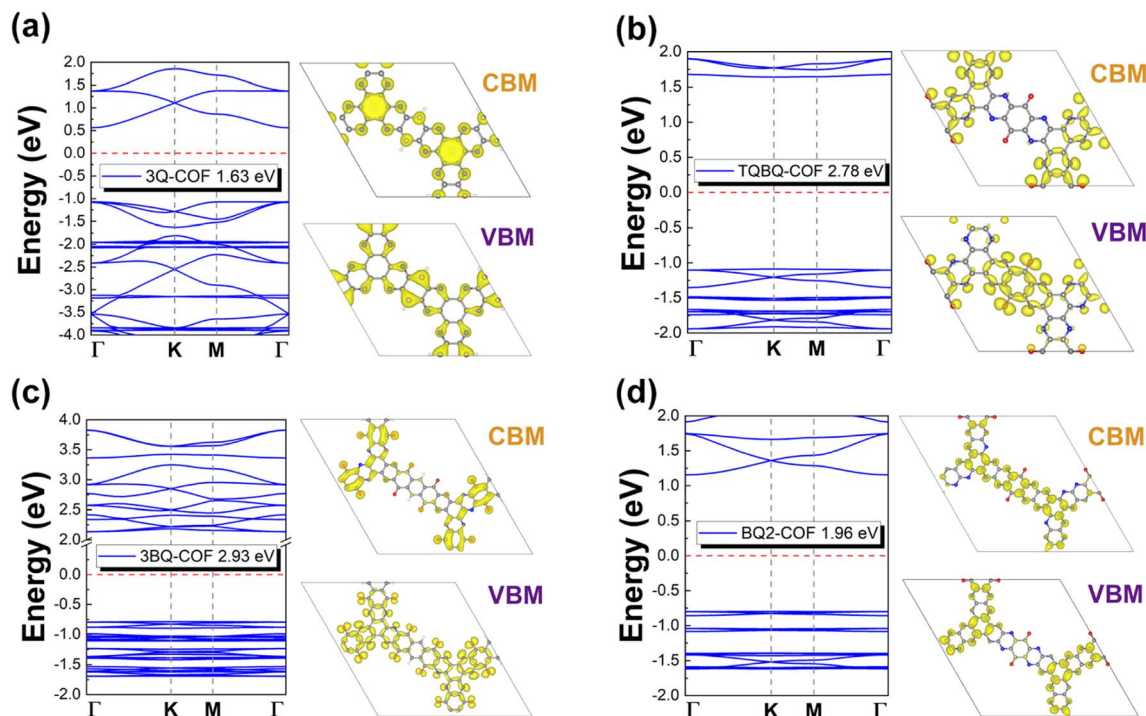 (a)
2.0
1.5
1.0
0.5
0.0
-1.0
-1.5
-2.0
-2.5
-3.0
-3.5
-4.0
Energy (eV)
3Q-COF 1.63 eV
Γ K M Γ
CBM
VBM
(b)
2.0
1.5
1.0
0.5
0.0
-1.0
-1.5
-2.0
Energy (eV)
TQBQ-COF 2.78 eV
Γ K M Γ
CBM
VBM
(c)
4.0
3.5
3.0
2.5
2.0
0.0
-0.5
-1.0
-1.5
-2.0
Energy (eV)
3BQ-COF 2.93 eV
Γ K M Γ
CBM
VBM
(d)
2.0
1.5
1.0
0.5
0.0
-0.5
-1.0
-1.5
-2.0
Energy (eV)
BQ2-COF 1.96 eV
Γ K M Γ
CBM
VBM